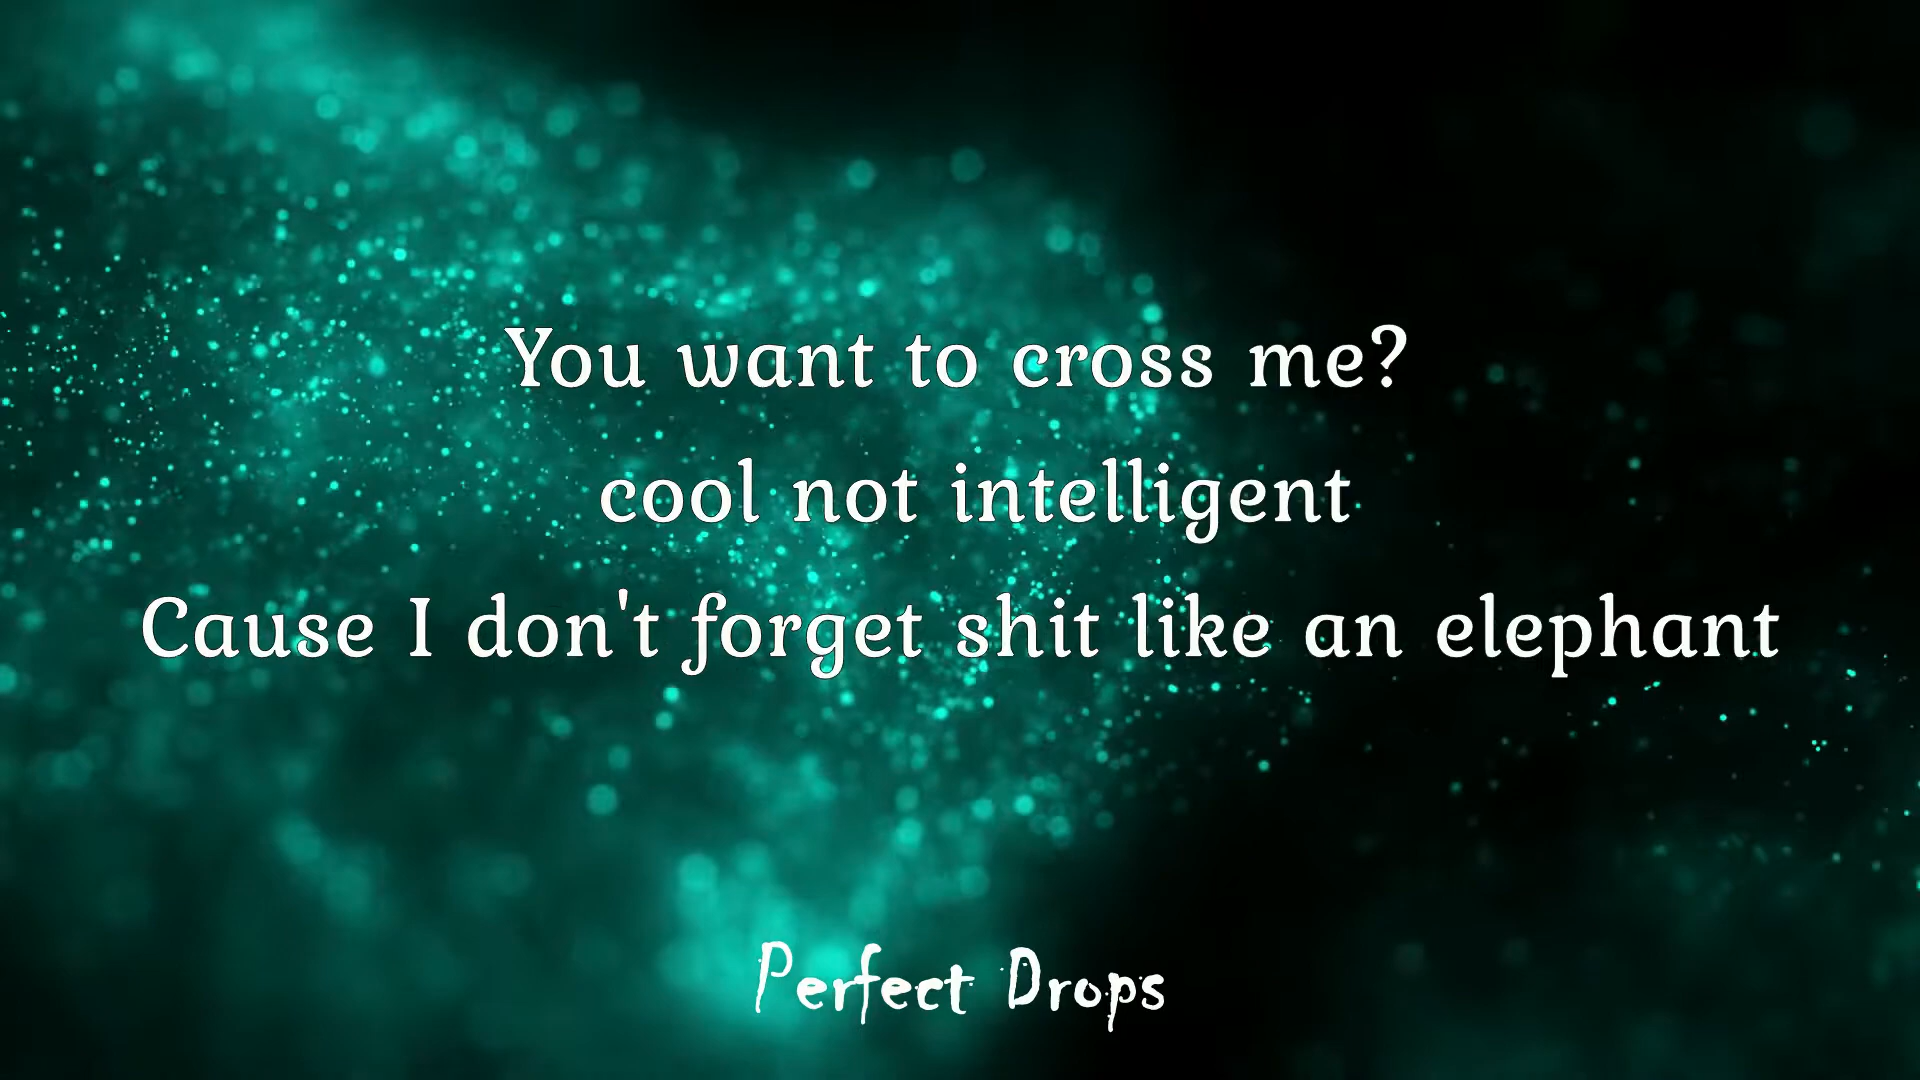 You want to cross me?
cool not intelligent
Cause I don't forget shit like an elephant
Perfect Drops